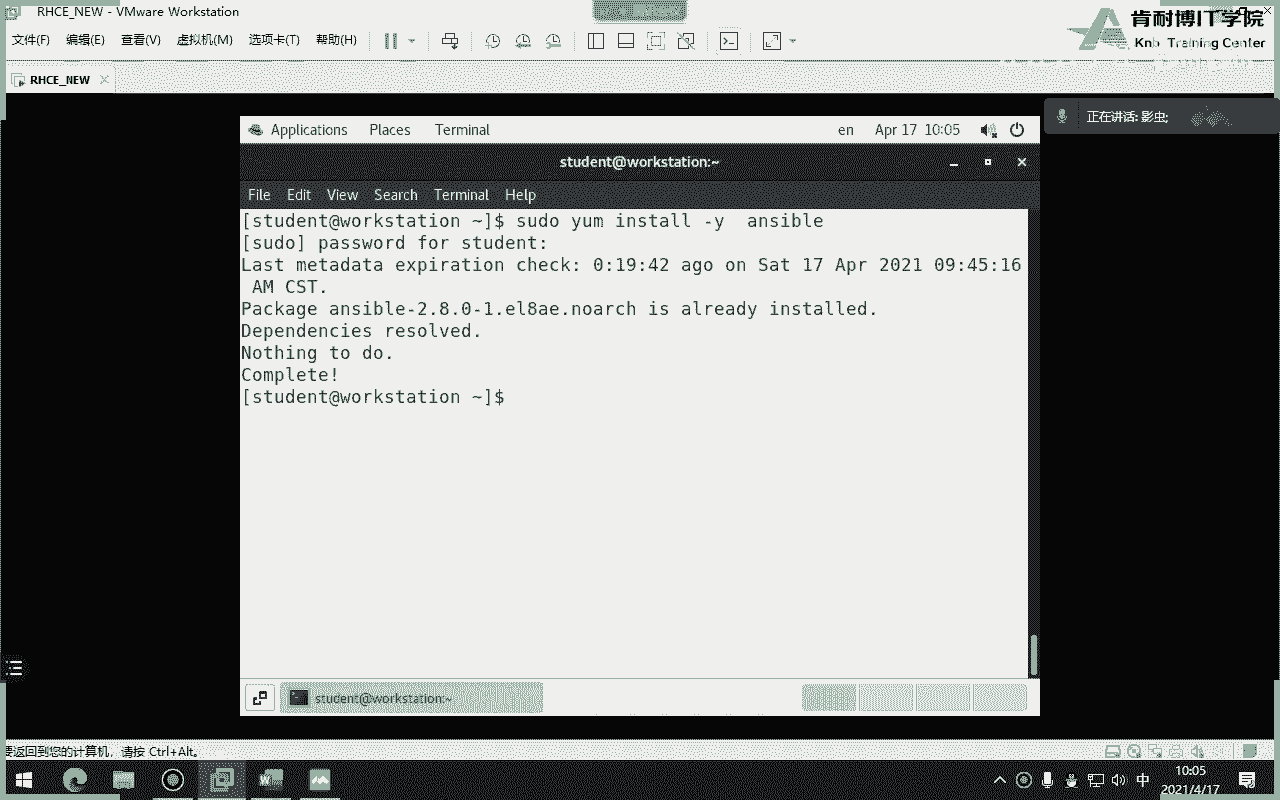 RHCE_NEW - VMware Workstation
文件(F) 编辑(E) 查看(V) 虚拟机(M) 选项卡(T) 帮助(H)
肯耐博IT学院
Knb Training Center
RHCE_NEW
正在讲话: 影虫;
Applications Places Terminal en Apr 17 10:05
student@workstation:~
File Edit View Search Terminal Help
[student@workstation ~]$ sudo yum install -y  ansible
[sudo] password for student:
Last metadata expiration check: 0:19:42 ago on Sat 17 Apr 2021 09:45:16
AM CST.
Package ansible-2.8.0-1.el8ae.noarch is already installed.
Dependencies resolved.
Nothing to do.
Complete!
[student@workstation ~]$
student@workstation:~
要返回到您的计算机，请按 Ctrl+Alt。
中
10:05
2021/4/17